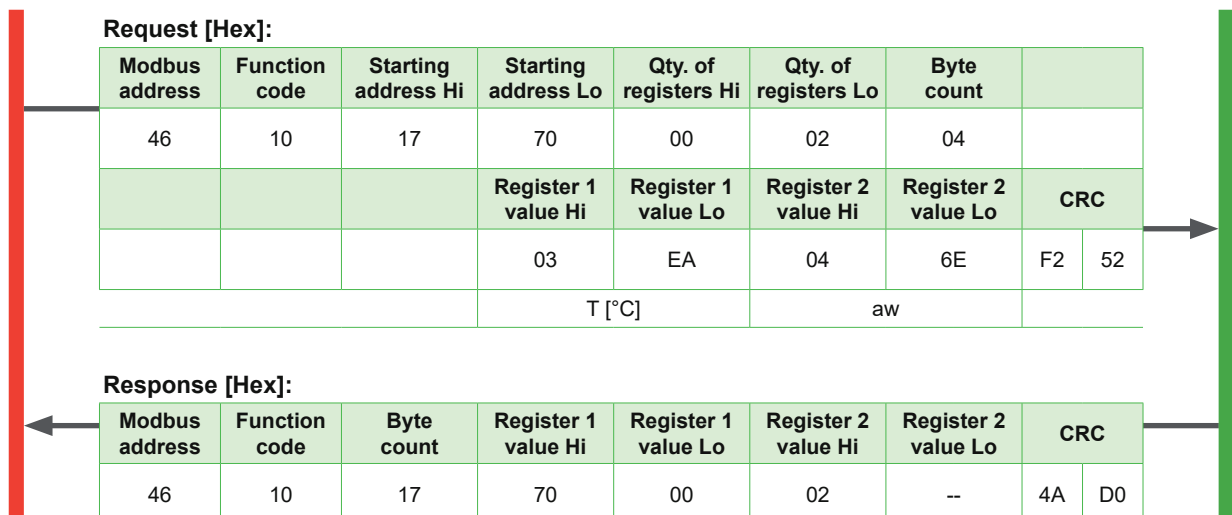 Request [Hex]:
Modbus address Function code Starting address Hi Starting address Lo Qty. of registers Hi Qty. of registers Lo Byte count
46 10 17 70 00 02 04
Register 1 value Hi Register 1 value Lo Register 2 value Hi Register 2 value Lo CRC
03 EA 04 6E F2 52
T [°C] aw
Response [Hex]:
Modbus address Function code Byte count Register 1 value Hi Register 1 value Lo Register 2 value Hi Register 2 value Lo CRC
46 10 17 70 00 02 -- 4A D0